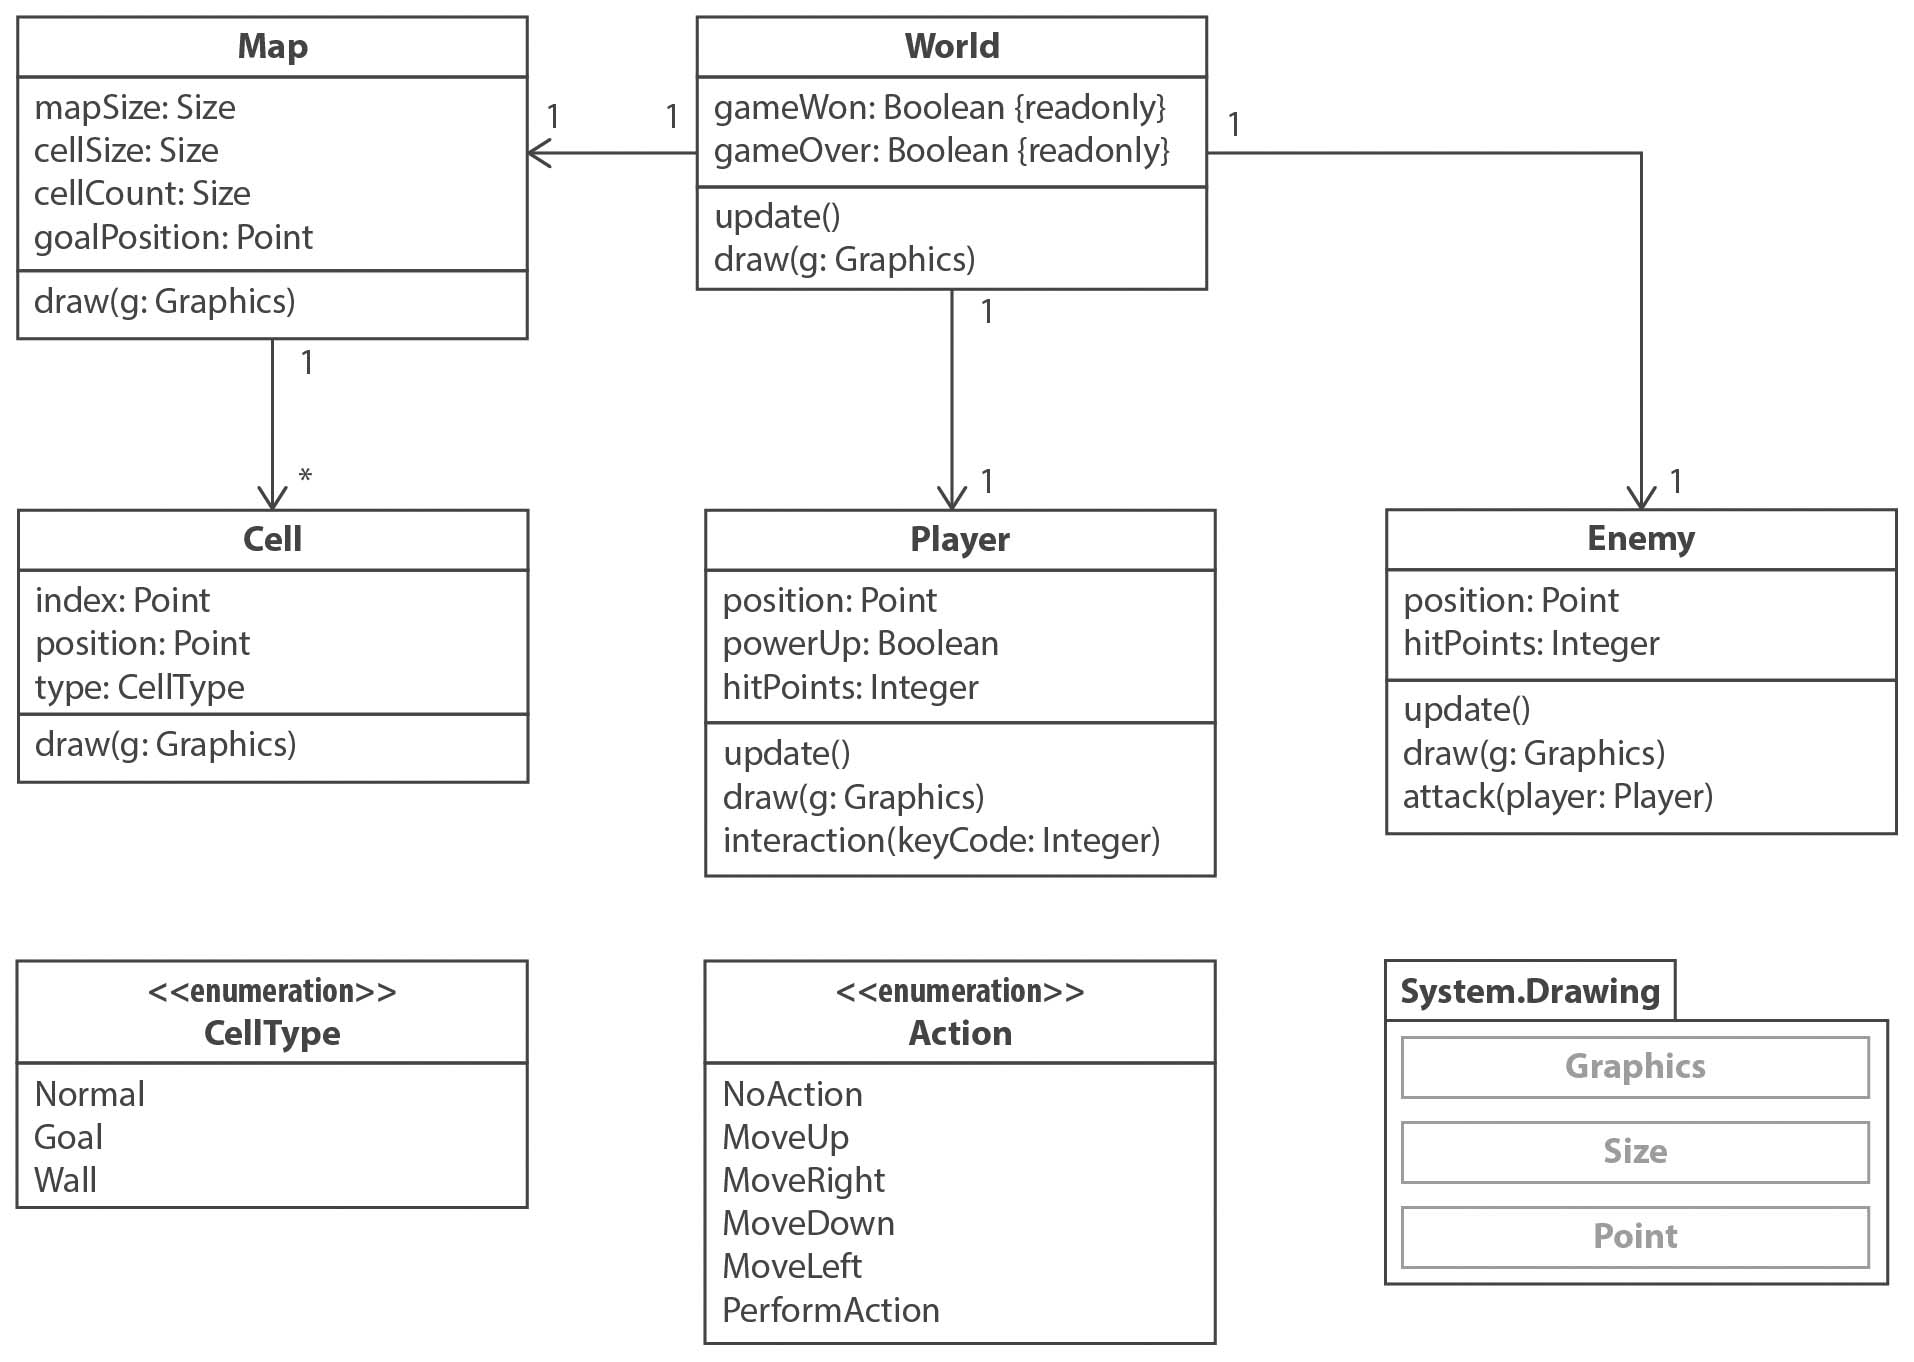 Map
mapSize: Size
cellSize: Size
cellCount: Size
goalPosition: Point
draw(g: Graphics)
1
1
World
gameWon: Boolean {readonly}
gameOver: Boolean {readonly}
update()
draw(g: Graphics)
1
1
1
1
*
1
1
Cell
index: Point
position: Point
type: CellType
draw(g: Graphics)
Player
position: Point
powerUp: Boolean
hitPoints: Integer
update()
draw(g: Graphics)
interaction(keyCode: Integer)
Enemy
position: Point
hitPoints: Integer
update()
draw(g: Graphics)
attack(player: Player)
<<enumeration>>
CellType
Normal
Goal
Wall
<<enumeration>>
Action
NoAction
MoveUp
MoveRight
MoveDown
MoveLeft
PerformAction
System.Drawing
Graphics
Size
Point